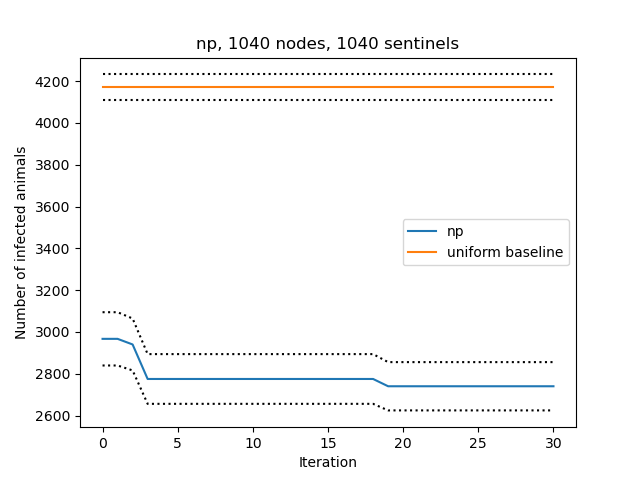 np, 1040 nodes, 1040 sentinels
4200
4000
3800
3600
3400
3200
3000
2800
2600
Number of infected animals
np
uniform baseline
0 5 10 15 20 25 30
Iteration